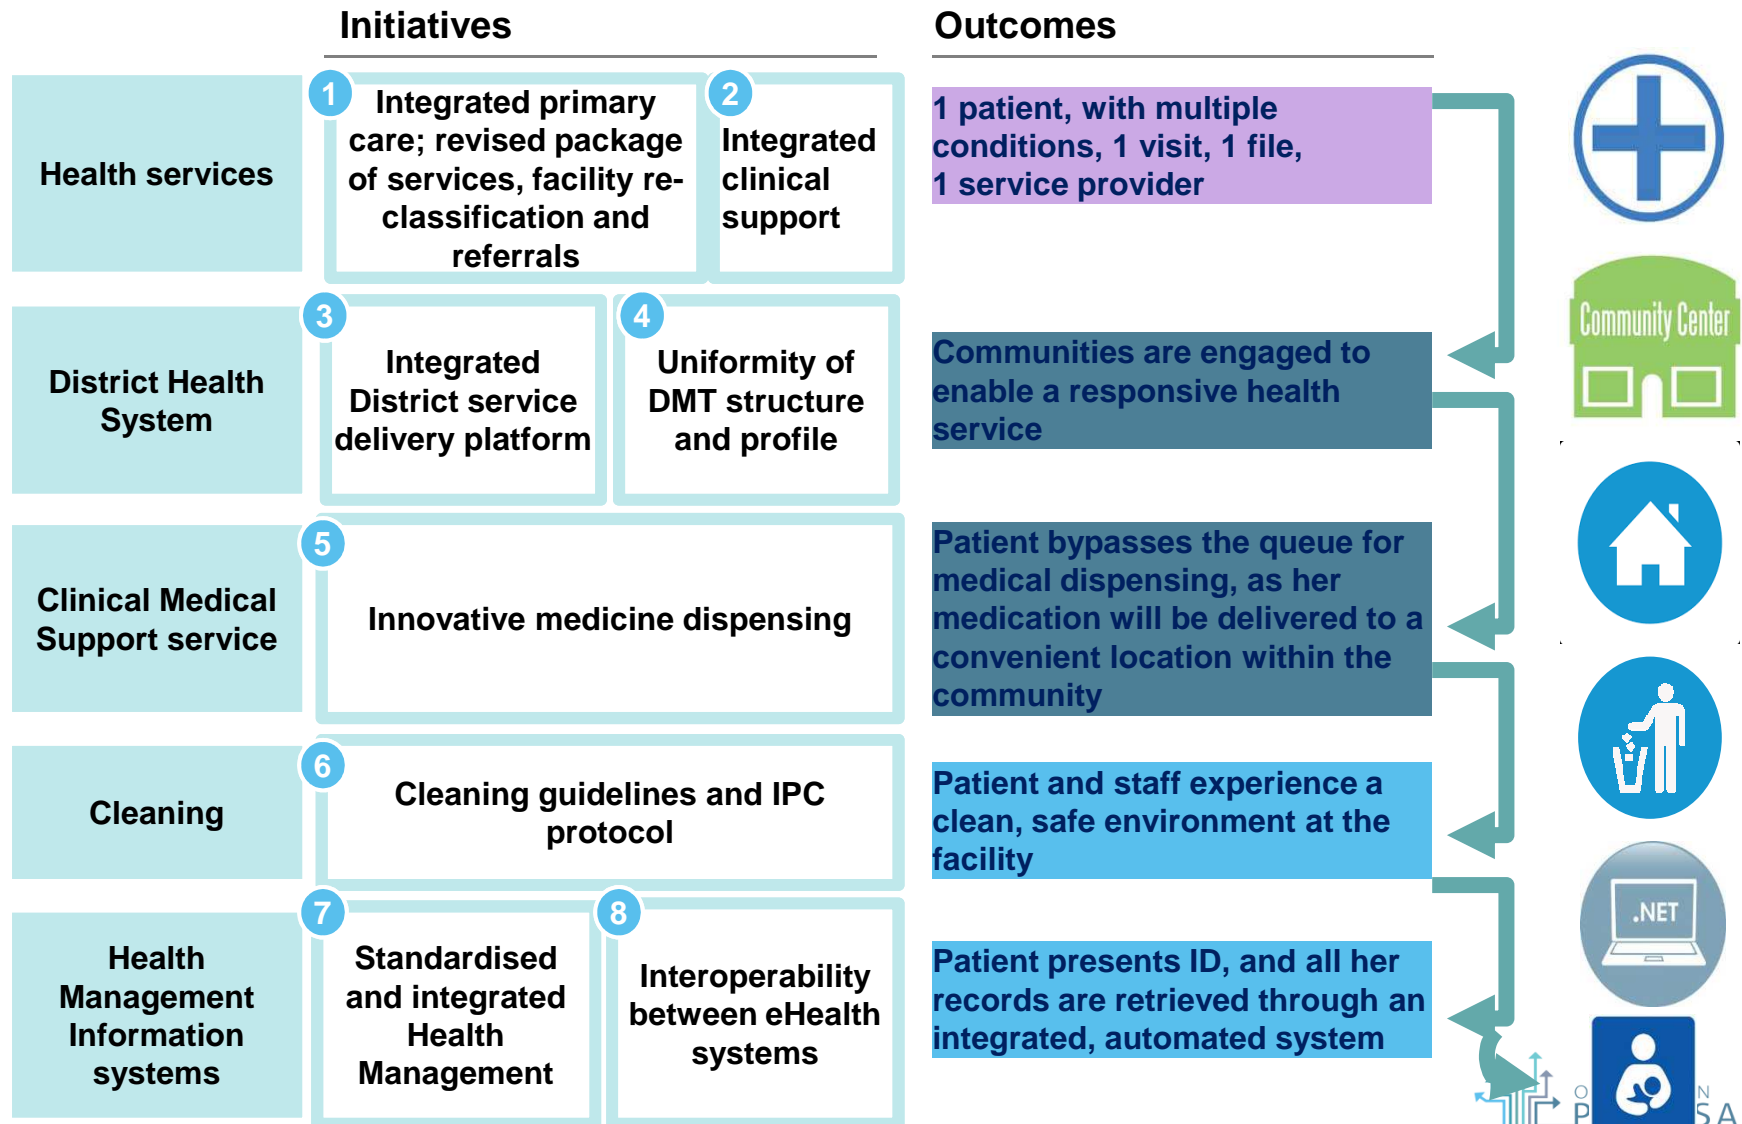 Initiatives
Outcomes
Health services
1
Integrated primary
care; revised package
of services, facility re-
classification and
referrals
2
Integrated
clinical
support
1 patient, with multiple
conditions, 1 visit, 1 file,
1 service provider
District Health
System
3
Integrated
District service
delivery platform
4
Uniformity of
DMT structure
and profile
Communities are engaged to
enable a responsive health
service
Community Center
Clinical Medical
Support service
5
Innovative medicine dispensing
Patient bypasses the queue for
medical dispensing, as her
medication will be delivered to a
convenient location within the
community
Cleaning
6
Cleaning guidelines and IPC
protocol
Patient and staff experience a
clean, safe environment at the
facility
.NET
Health
Management
Information
systems
7
Standardised
and integrated
Health
Management
8
Interoperability
between eHealth
systems
Patient presents ID, and all her
records are retrieved through an
integrated, automated system